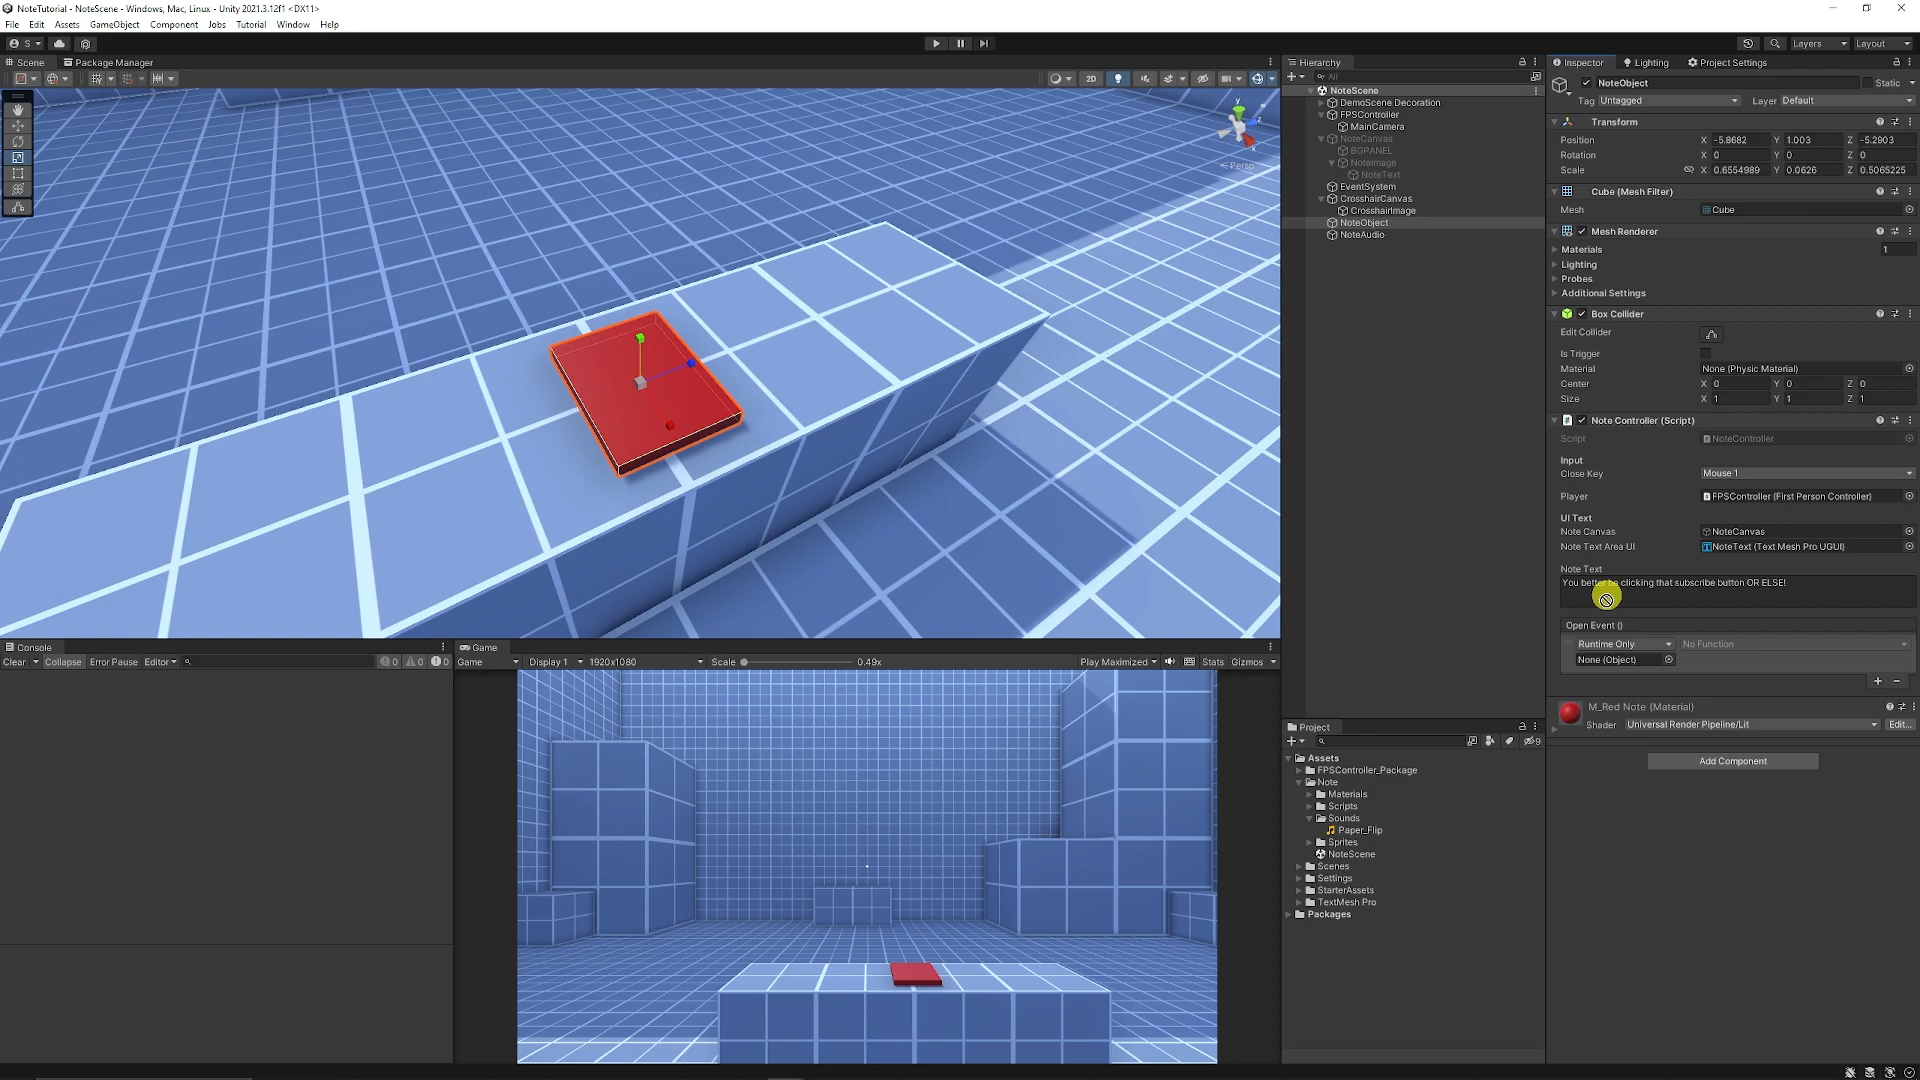 NoteTutorial - NoteScene - Windows, Mac, Linux - Unity 2021.3.12f1 <DX11>
File Edit Assets GameObject Component Jobs Tutorial Window Help
S Layers Layout
Scene Package Manager
2D
y
z
x
Persp
Console
Clear Collapse Error Pause Editor 0 0 0
Game
Game Display 1 1920x1080 Scale 0.49x Play Maximized Stats Gizmos
Hierarchy
All
NoteScene
DemoScene Decoration
FPSController
MainCamera
NoteCanvas
BGPANEL
NoteImage
NoteText
EventSystem
CrosshairCanvas
CrosshairImage
NoteObject
NoteAudio
Project
9
Assets
FPSController_Package
Note
Materials
Scripts
Sounds
Paper_Flip
Sprites
NoteScene
Scenes
Settings
StarterAssets
TextMesh Pro
Packages
Inspector Lighting Project Settings
NoteObject Static
Tag Untagged Layer Default
Transform
Position X -5.8682 Y 1.003 Z -5.2903
Rotation X 0 Y 0 Z 0
Scale X 0.6554989 Y 0.0626 Z 0.5065225
Cube (Mesh Filter)
Mesh Cube
Mesh Renderer
Materials 1
Lighting
Probes
Additional Settings
Box Collider
Edit Collider
Is Trigger
Material None (Physic Material)
Center X 0 Y 0 Z 0
Size X 1 Y 1 Z 1
Note Controller (Script)
Script NoteController
Input
Close Key Mouse 1
Player FPSController (First Person Controller)
UI Text
Note Canvas NoteCanvas
Note Text Area UI NoteText (Text Mesh Pro UGUI)
Note Text
You better be clicking that subscribe button OR ELSE!
Open Event ()
Runtime Only No Function
None (Object)
+ -
M_Red Note (Material)
Shader Universal Render Pipeline/Lit Edit...
Add Component